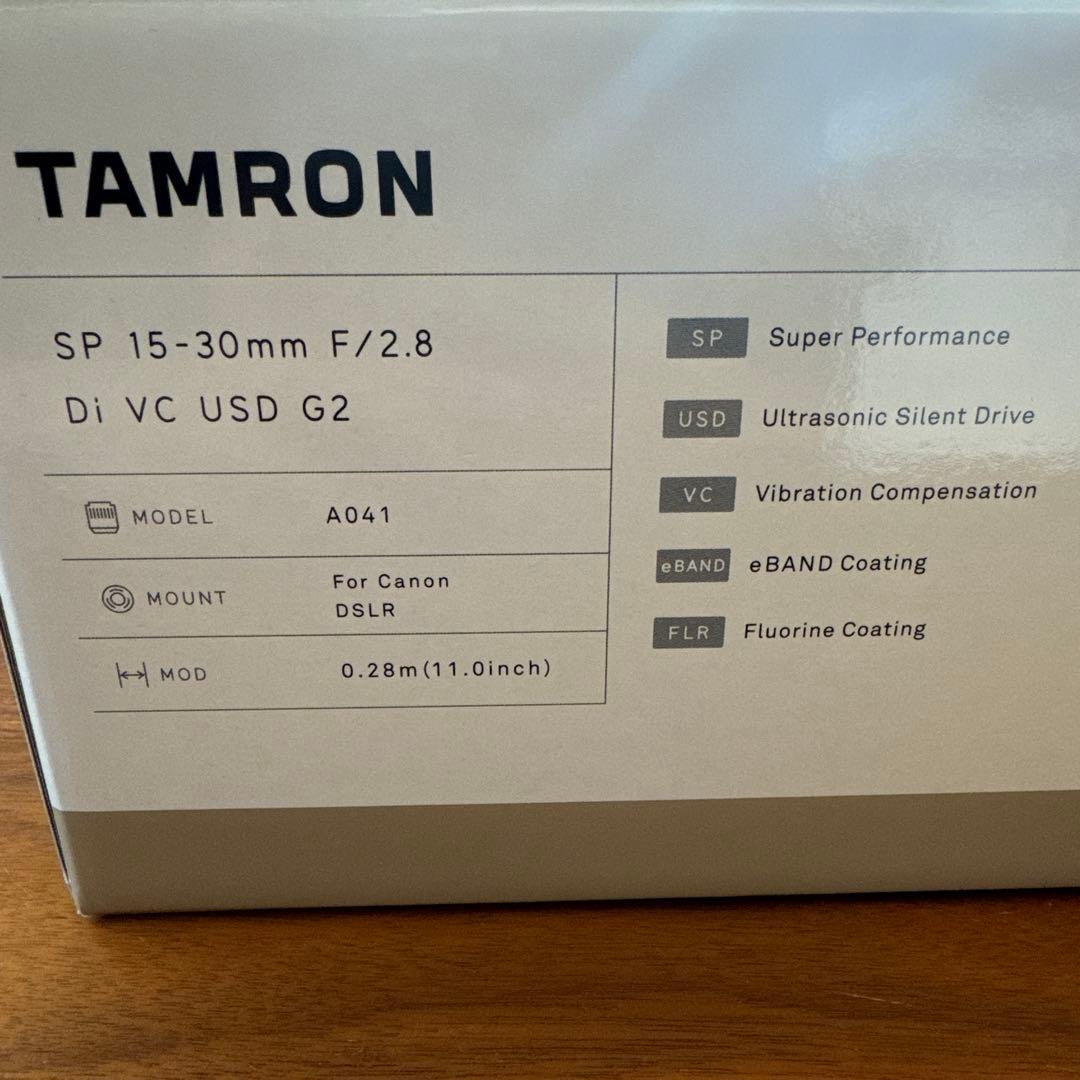 TAMRON
SP 15-30mm F/2.8
Di VC USD G2
MODEL A041
MOUNT For Canon
DSLR
MOD 0.28m(11.0inch)
SP Super Performance
USD Ultrasonic Silent Drive
VC Vibration Compensation
eBAND eBAND Coating
FLR Fluorine Coating